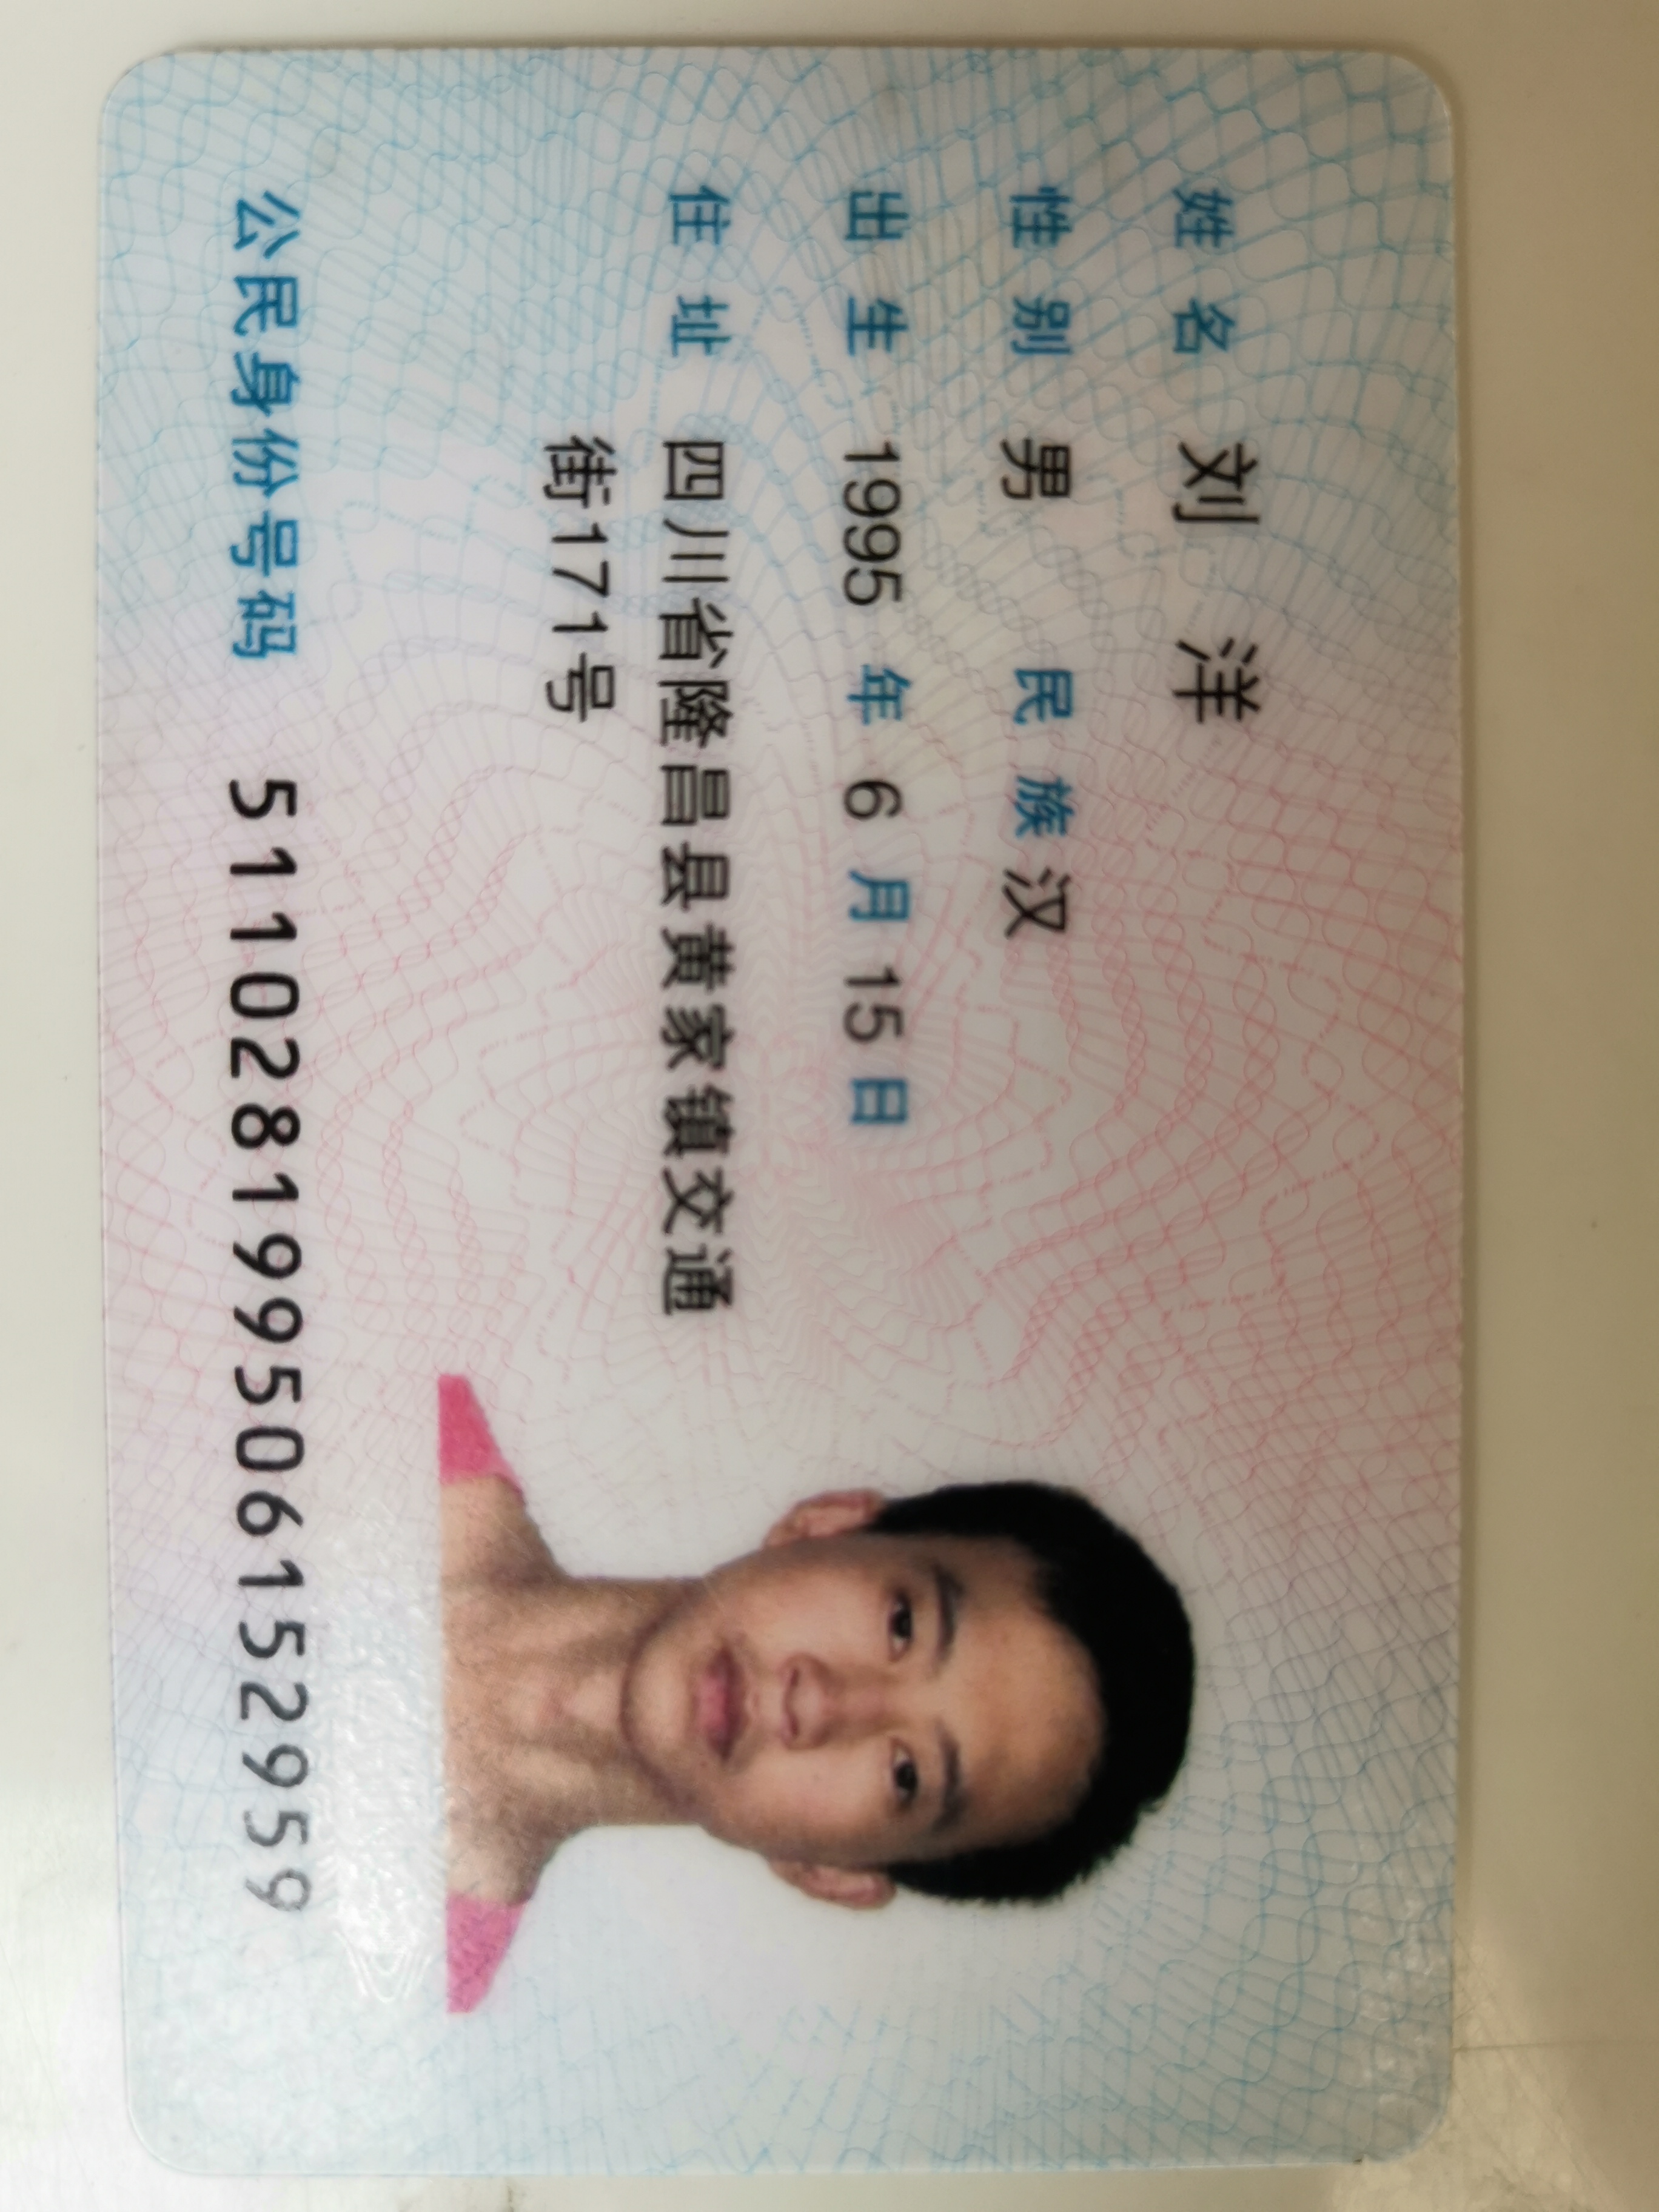 姓名 刘洋
性别 男 民族 汉
出生 1995 年 6 月 15 日
住址 四川省隆昌县黄家镇交通
街171号
公民身份号码 511028199506152959